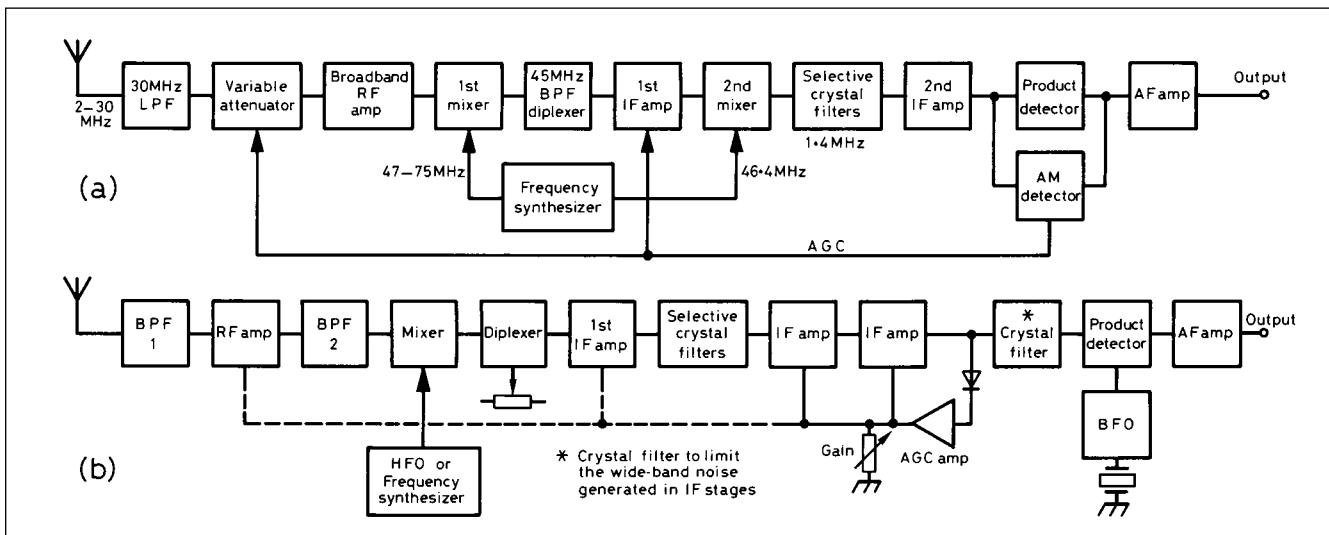 30MHz
LPF
Variable
attenuator
Broadband
RF
amp
1st
mixer
45MHz
BPF
diplexer
1st
IF amp
2nd
mixer
Selective
crystal
filters
2nd
IF amp
Product
detector
AF amp
Output
2–30
MHz
1·4MHz
47–75MHz
46·4MHz
(a)
Frequency
synthesizer
AM
detector
AGC
BPF
1
RF amp
BPF
2
Mixer
Diplexer
1st
IF amp
Selective
crystal
filters
IF amp
IF amp
*
Crystal
filter
Product
detector
AF amp
Output
Gain
AGC amp
BFO
(b)
HFO or
Frequency
synthesizer
* Crystal filter to limit
the wide-band noise
generated in IF stages